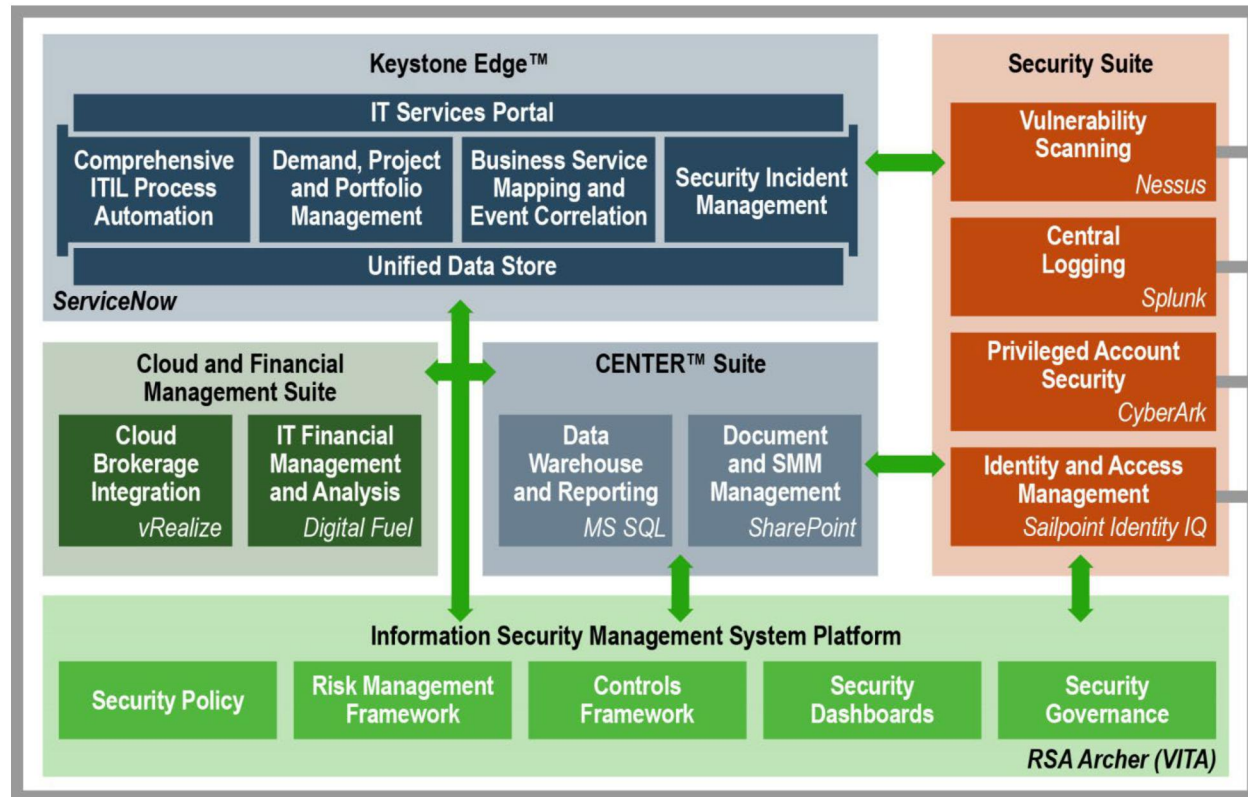 Keystone Edge™
IT Services Portal
Comprehensive
ITIL Process
Automation
Demand, Project
and Portfolio
Management
Business Service
Mapping and
Event Correlation
Security Incident
Management
Unified Data Store
ServiceNow
Security Suite
Vulnerability
Scanning
Nessus
Central
Logging
Splunk
Privileged Account
Security
CyberArk
Identity and Access
Management
Sailpoint Identity IQ
Cloud and Financial
Management Suite
Cloud
Brokerage
Integration
vRealize
IT Financial
Management
and Analysis
Digital Fuel
CENTER™ Suite
Data
Warehouse
and Reporting
MS SQL
Document
and SMM
Management
SharePoint
Information Security Management System Platform
Security Policy
Risk Management
Framework
Controls
Framework
Security
Dashboards
Security
Governance
RSA Archer (VITA)